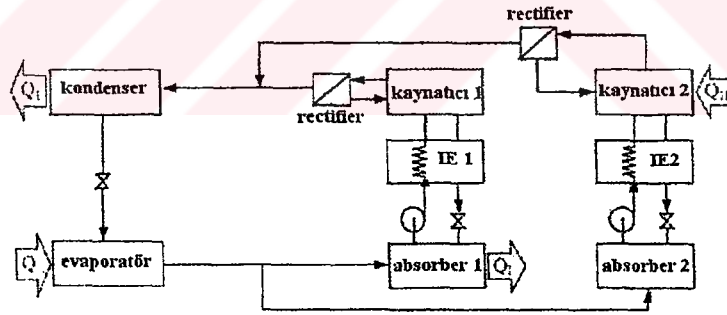 rectifier
kondenser
kaynatıcı 1
kaynatıcı 2
rectifier
IE 1
IE2
evaporatör
absorber 1
absorber 2